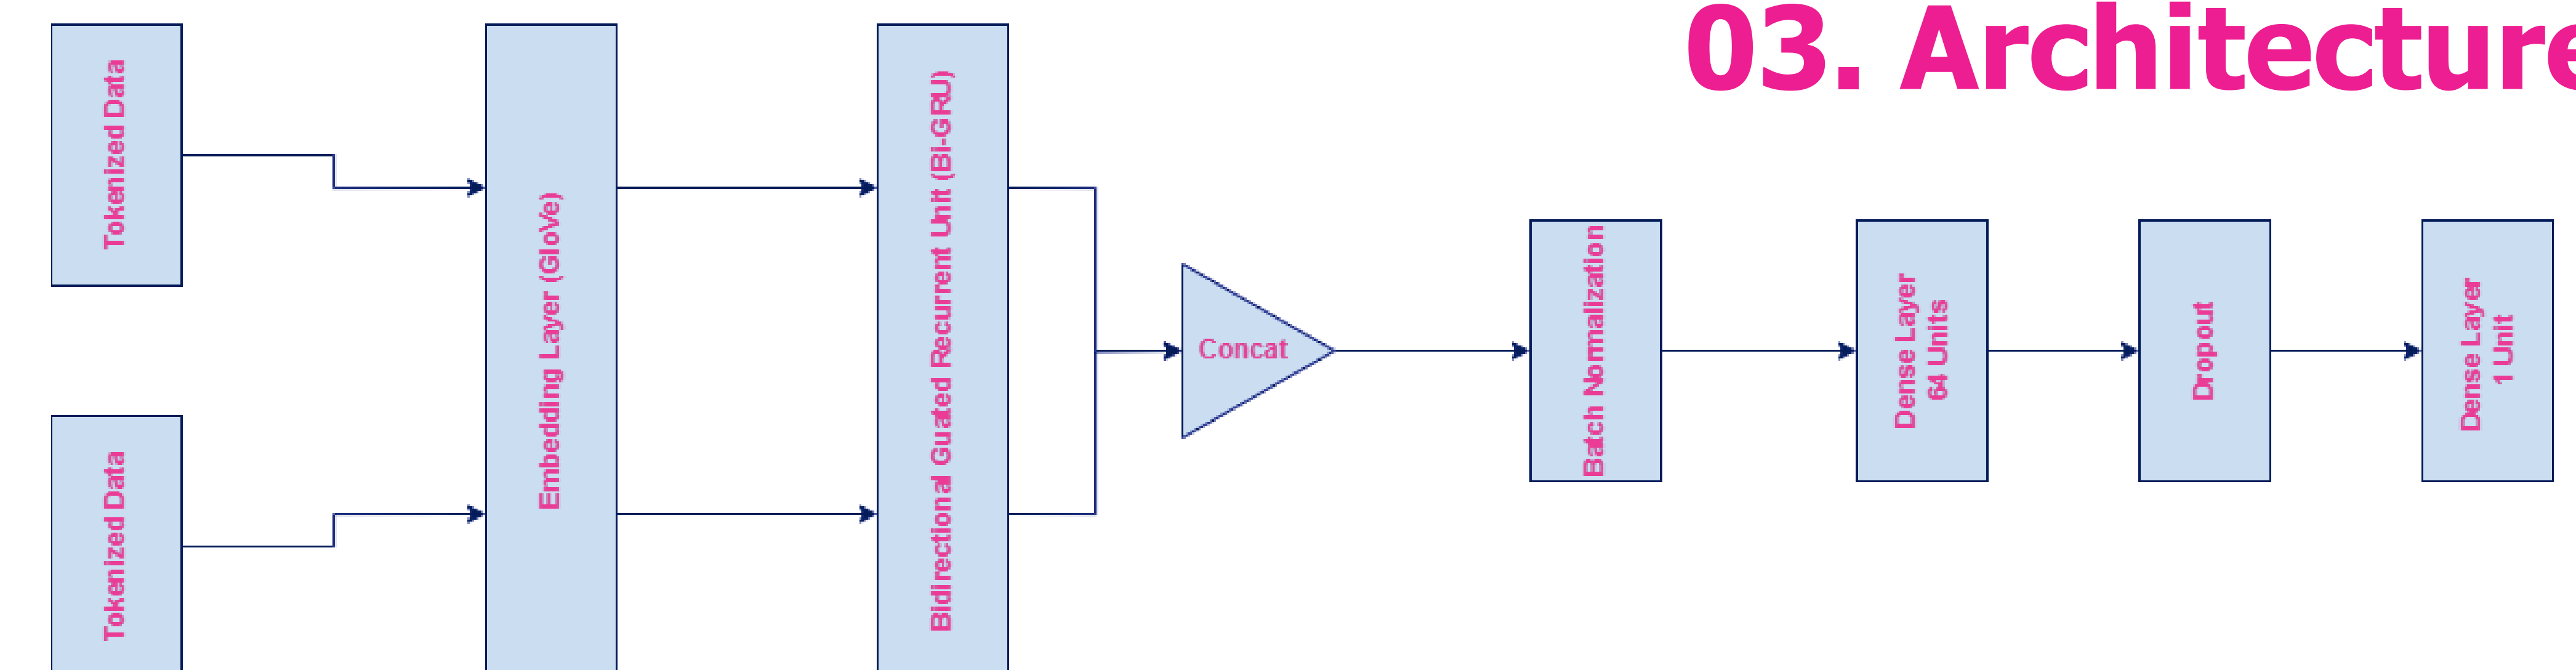 03. Architecture
Tokenized Data
Tokenized Data
Embedding Layer (GloVe)
Bidirectional Guated Recurrent Unit (Bi-GRU)
Concat
Batch Normalization
Dense Layer
64 Units
Dropout
Dense Layer
1 Unit